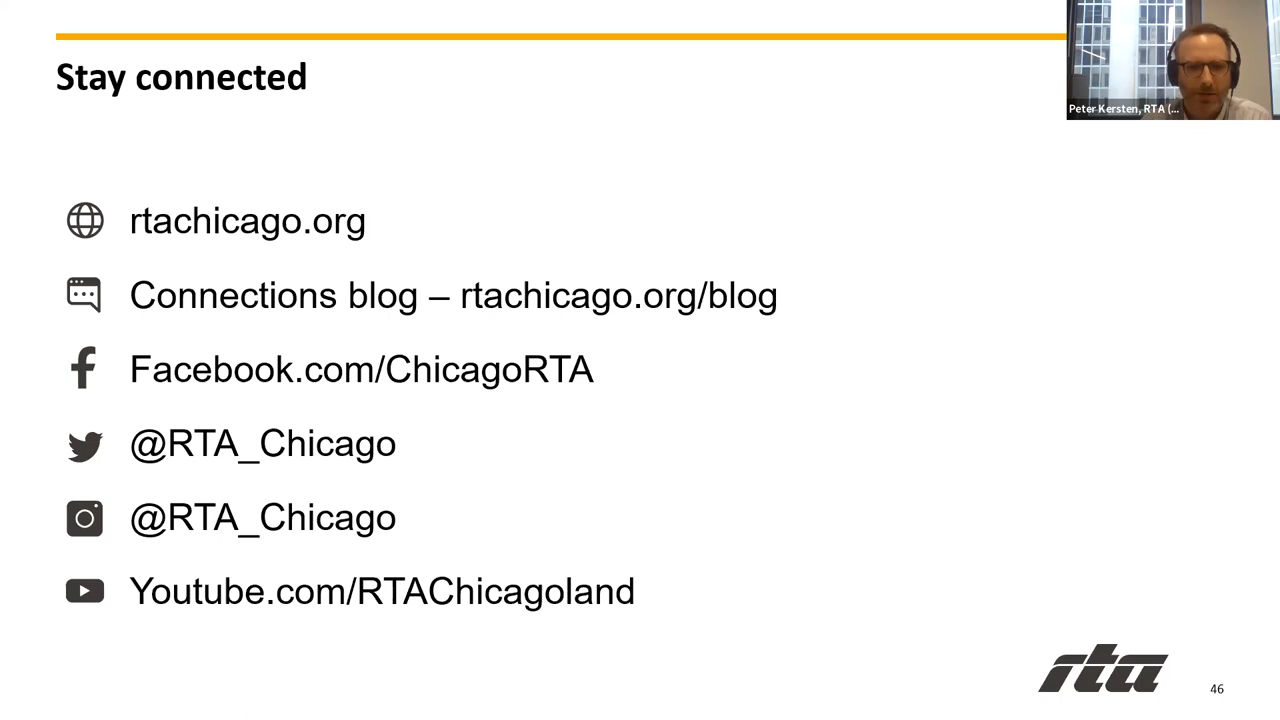 Stay connected
Peter Kersten, RTA (...
rtachicago.org
Connections blog – rtachicago.org/blog
Facebook.com/ChicagoRTA
@RTA_Chicago
@RTA_Chicago
Youtube.com/RTAChicagoland
rta
46